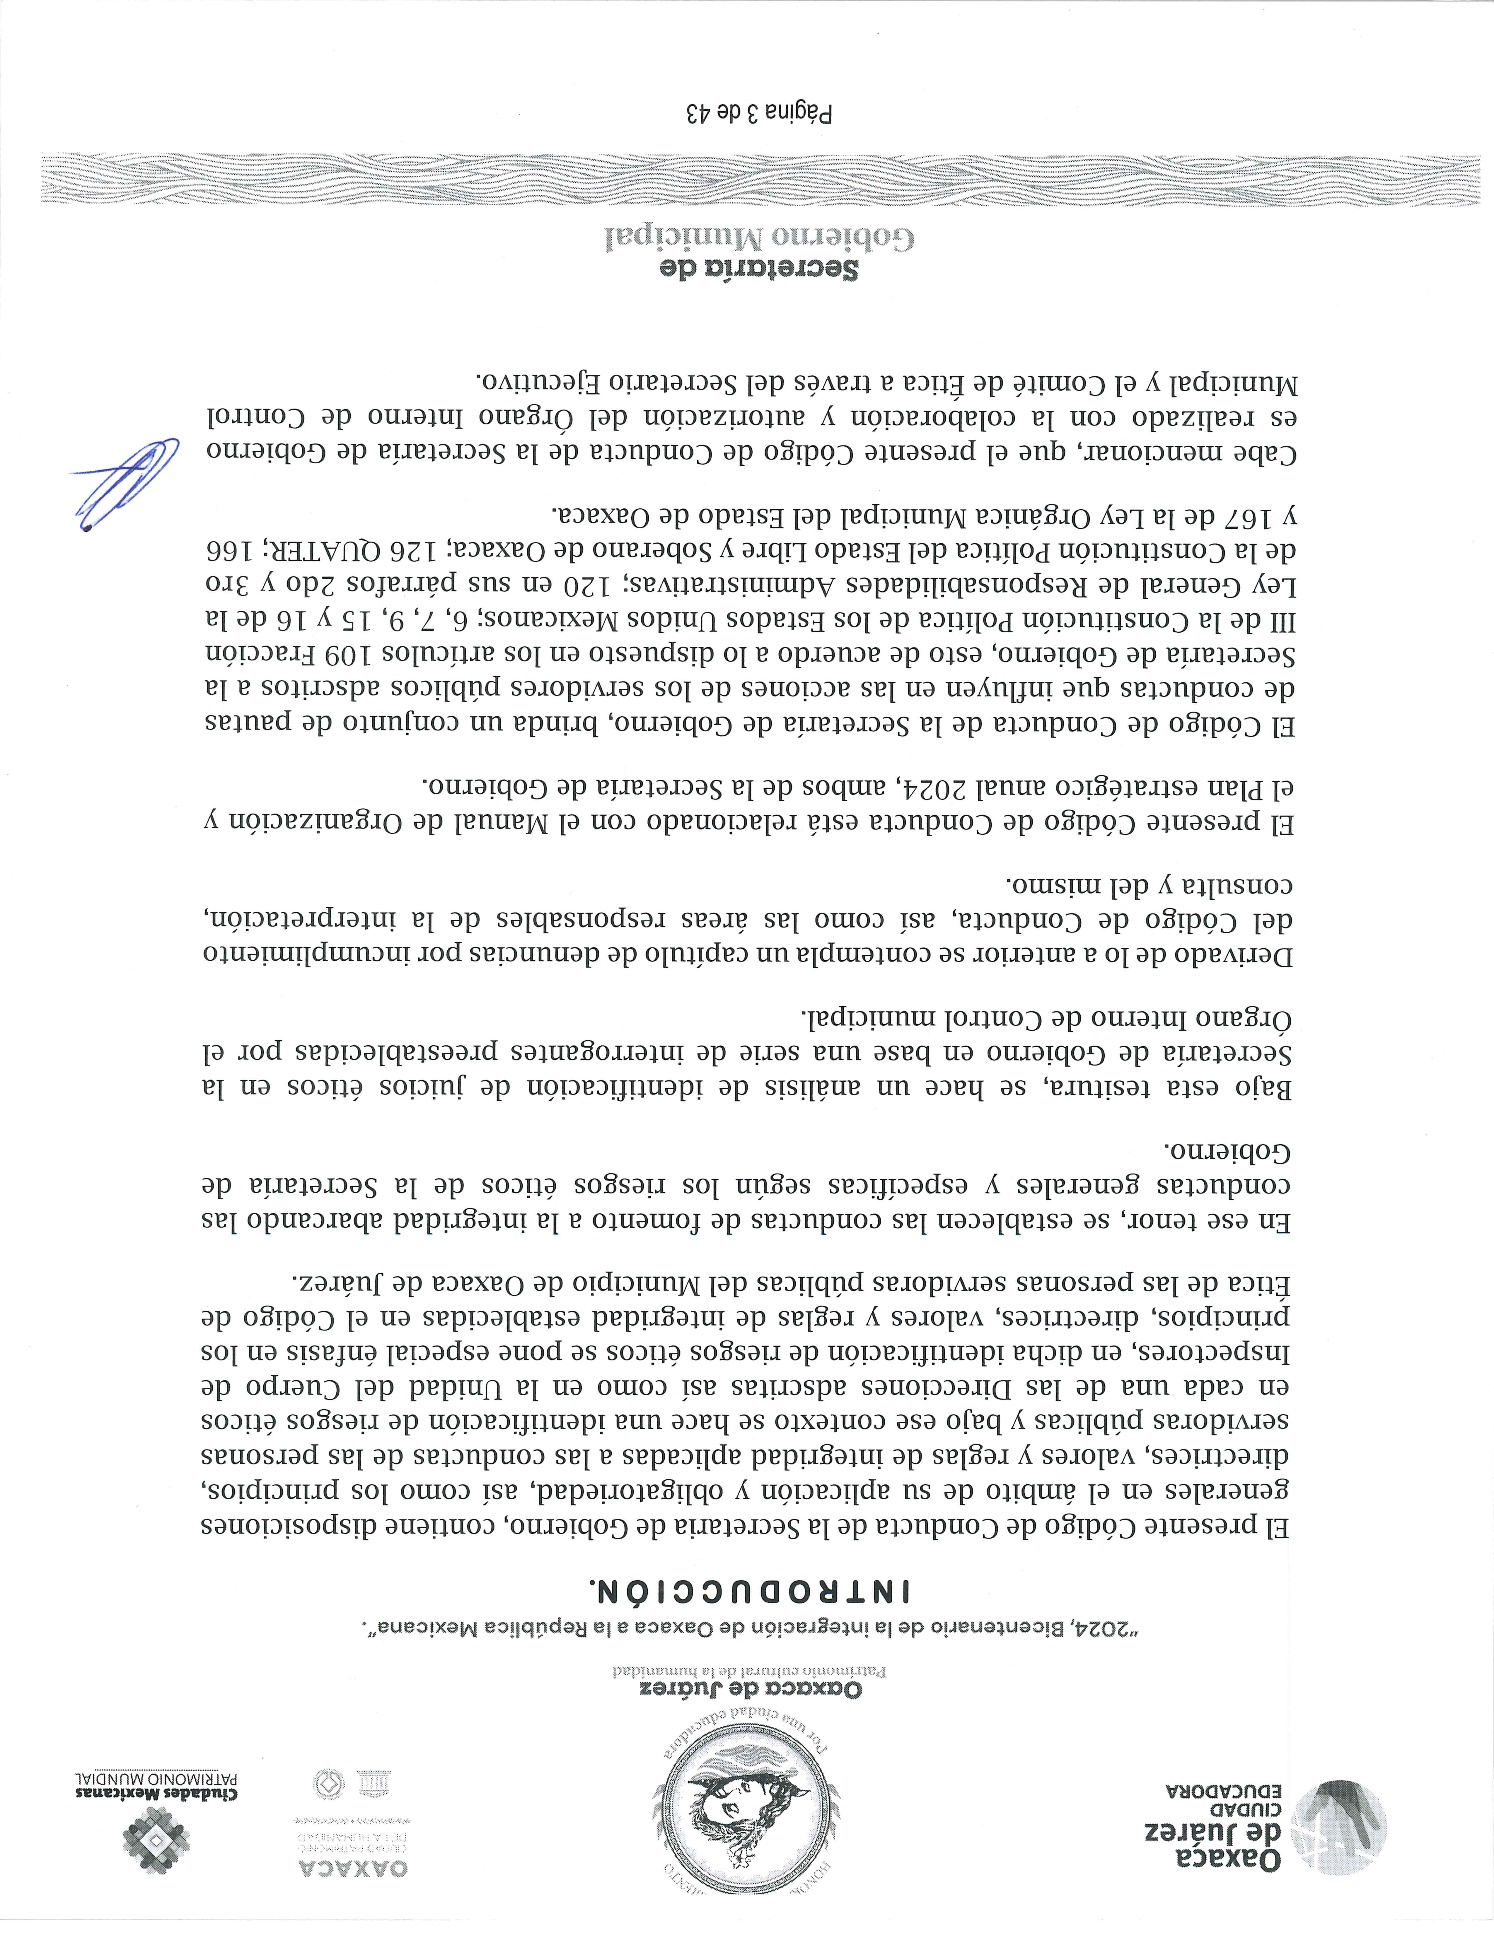 Oaxaca
de Juárez
CIUDAD
EDUCADORA
Por una ciudad educadora
Oaxaca de Juárez
Patrimonio cultural de la humanidad
OAXACA
Ciudades Mexicanas
PATRIMONIO MUNDIAL
"2024, Bicentenario de la integración de Oaxaca a la República Mexicana".
INTRODUCCIÓN.
El presente Código de Conducta de la Secretaria de Gobierno, contiene disposiciones
generales en el ámbito de su aplicación y obligatoriedad, así como los principios,
directrices, valores y reglas de integridad aplicadas a las conductas de las personas
servidoras públicas y bajo ese contexto se hace una identificación de riesgos éticos
en cada una de las Direcciones adscritas así como en la Unidad del Cuerpo de
Inspectores, en dicha identificación de riesgos éticos se pone especial énfasis en los
principios, directrices, valores y reglas de integridad establecidas en el Código de
Ética de las personas servidoras públicas del Municipio de Oaxaca de Juárez.
En ese tenor, se establecen las conductas de fomento a la integridad abarcando las
conductas generales y específicas según los riesgos éticos de la Secretaria de
Gobierno.
Bajo esta tesitura, se hace un análisis de identificación de juicios éticos en la
Secretaría de Gobierno en base una serie de interrogantes preestablecidas por el
Órgano Interno de Control municipal.
Derivado de lo a anterior se contempla un capítulo de denuncias por incumplimiento
del Código de Conducta, así como las áreas responsables de la interpretación,
consulta y del mismo.
El presente Código de Conducta está relacionado con el Manual de Organización y
el Plan estratégico anual 2024, ambos de la Secretaría de Gobierno.
El Código de Conducta de la Secretaría de Gobierno, brinda un conjunto de pautas
de conductas que influyen en las acciones de los servidores públicos adscritos a la
Secretaría de Gobierno, esto de acuerdo a lo dispuesto en los artículos 109 Fracción
III de la Constitución Política de los Estados Unidos Mexicanos; 6, 7, 9, 15 y 16 de la
Ley General de Responsabilidades Administrativas; 120 en sus párrafos 2do y 3ro
de la Constitución Política del Estado Libre y Soberano de Oaxaca; 126 QUATER; 166
y 167 de la Ley Orgánica Municipal del Estado de Oaxaca.
Cabe mencionar, que el presente Código de Conducta de la Secretaría de Gobierno
es realizado con la colaboración y autorización del Órgano Interno de Control
Municipal y el Comité de Ética a través del Secretario Ejecutivo.
Secretaría de
Gobierno Municipal
Página 3 de 43